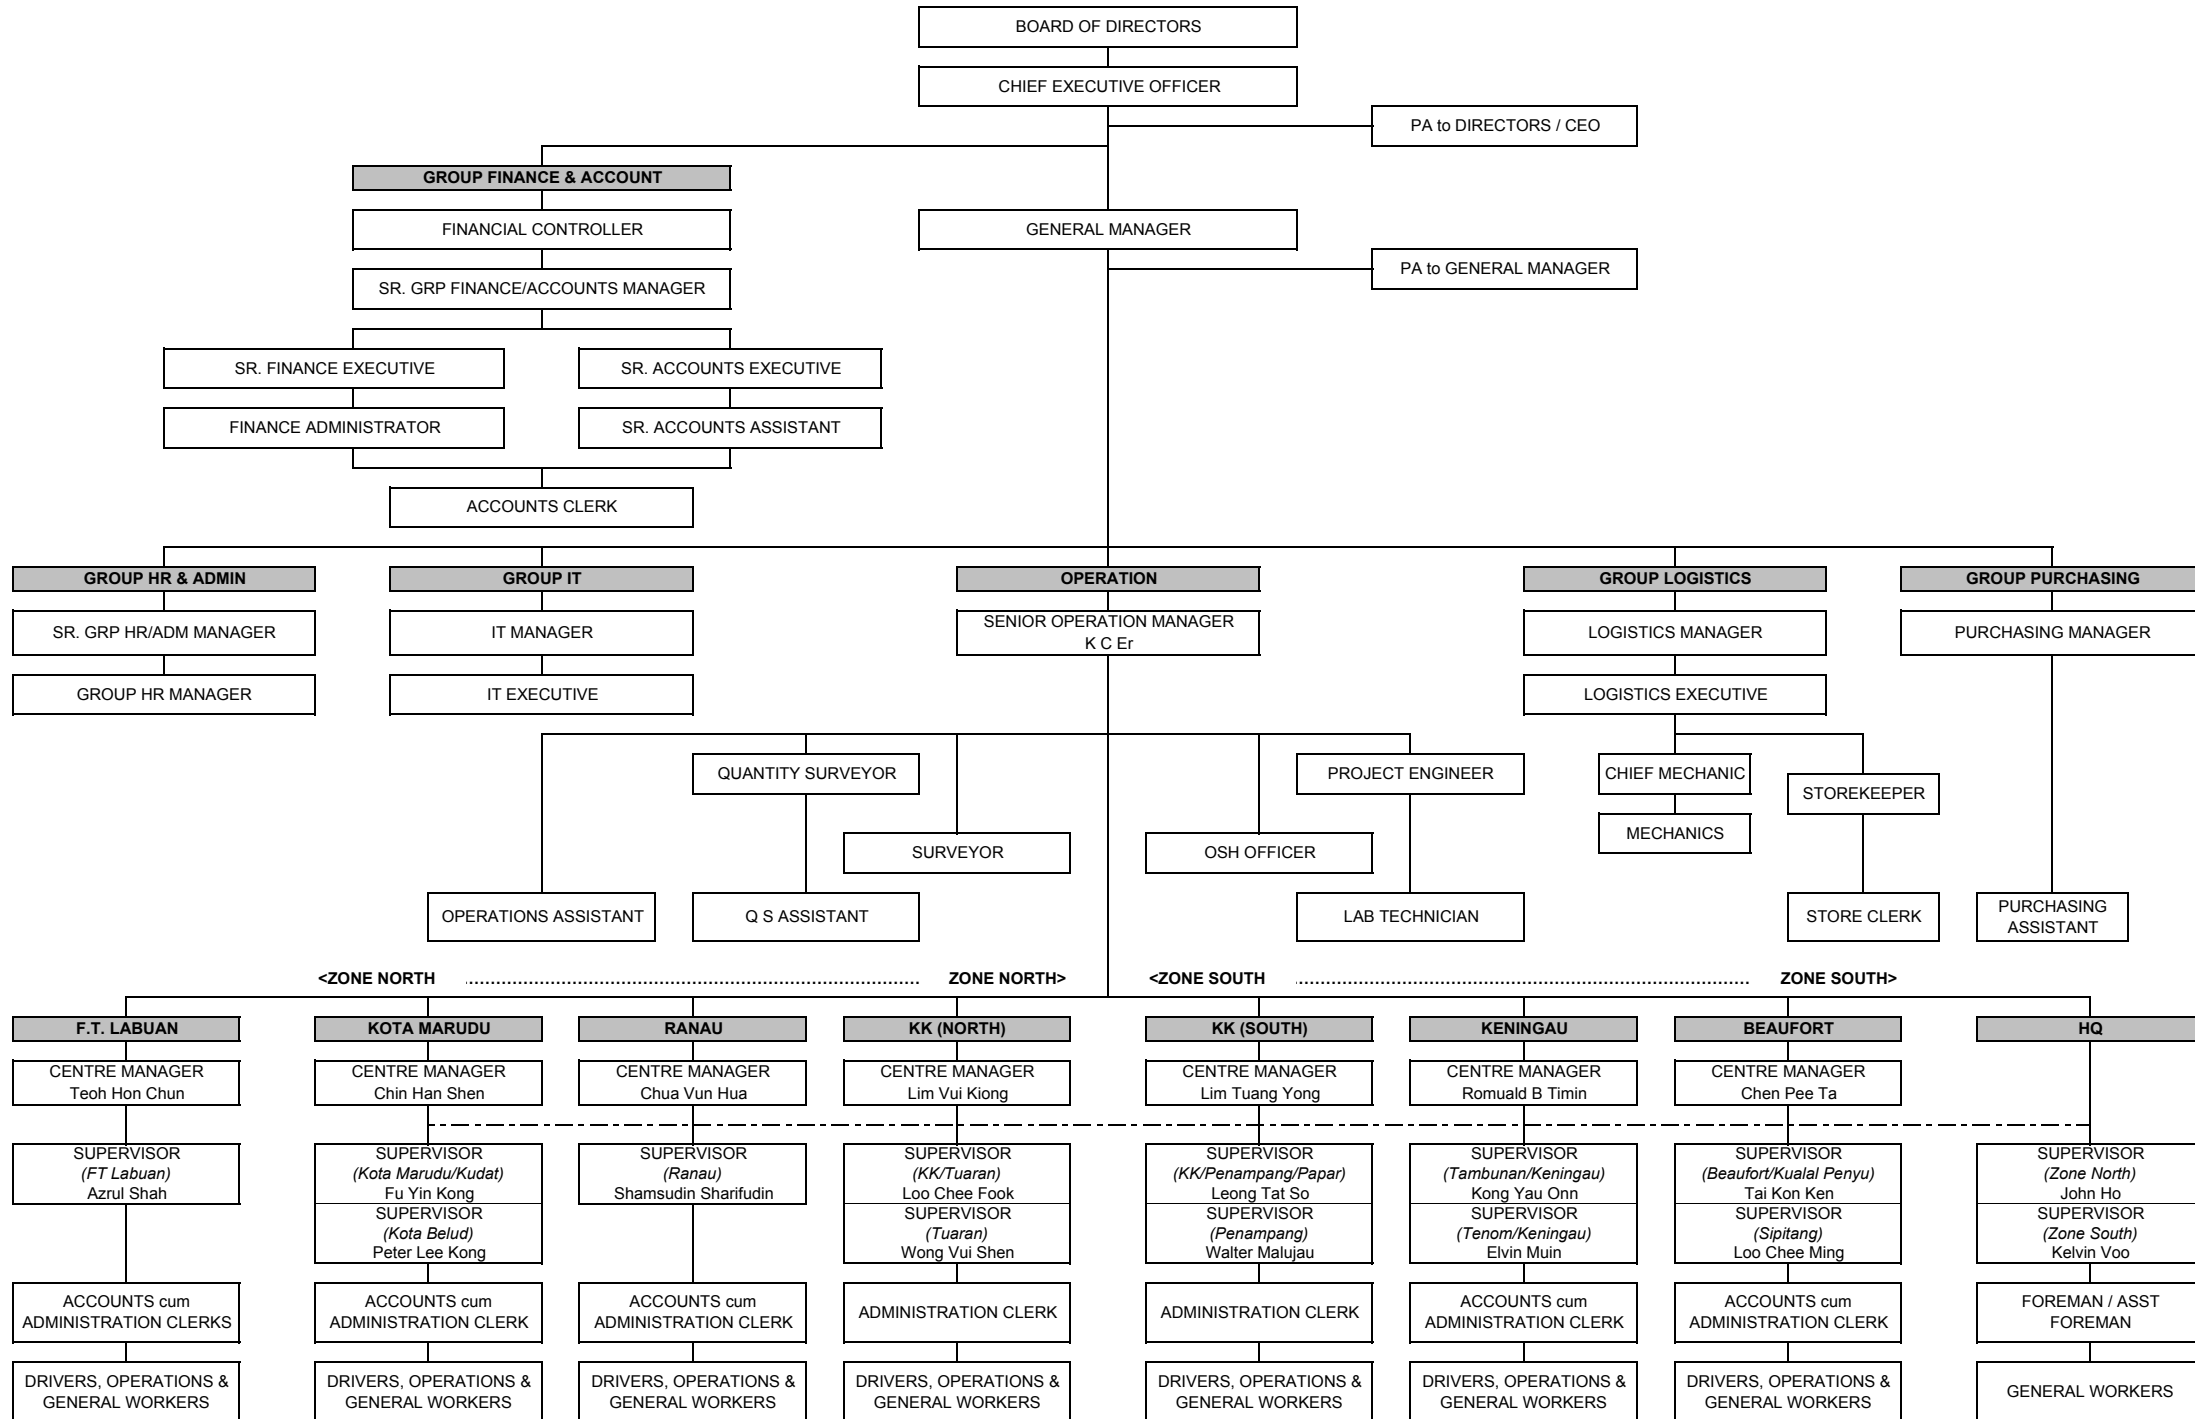 BOARD OF DIRECTORS
CHIEF EXECUTIVE OFFICER
PA to DIRECTORS / CEO
GROUP FINANCE & ACCOUNT
FINANCIAL CONTROLLER
GENERAL MANAGER
PA to GENERAL MANAGER
SR. GRP FINANCE/ACCOUNTS MANAGER
SR. FINANCE EXECUTIVE
SR. ACCOUNTS EXECUTIVE
FINANCE ADMINISTRATOR
SR. ACCOUNTS ASSISTANT
ACCOUNTS CLERK
GROUP HR & ADMIN
GROUP IT
OPERATION
GROUP LOGISTICS
GROUP PURCHASING
SR. GRP HR/ADM MANAGER
IT MANAGER
SENIOR OPERATION MANAGER
K C Er
LOGISTICS MANAGER
PURCHASING MANAGER
GROUP HR MANAGER
IT EXECUTIVE
LOGISTICS EXECUTIVE
QUANTITY SURVEYOR
PROJECT ENGINEER
CHIEF MECHANIC
STOREKEEPER
MECHANICS
SURVEYOR
OSH OFFICER
OPERATIONS ASSISTANT
Q S ASSISTANT
LAB TECHNICIAN
STORE CLERK
PURCHASING
ASSISTANT
<ZONE NORTH ........................................................................................... ZONE NORTH>
<ZONE SOUTH ........................................................................................... ZONE SOUTH>
F.T. LABUAN
CENTRE MANAGER
Teoh Hon Chun
SUPERVISOR
(FT Labuan)
Azrul Shah
ACCOUNTS cum
ADMINISTRATION CLERKS
DRIVERS, OPERATIONS &
GENERAL WORKERS
KOTA MARUDU
CENTRE MANAGER
Chin Han Shen
SUPERVISOR
(Kota Marudu/Kudat)
Fu Yin Kong
SUPERVISOR
(Kota Belud)
Peter Lee Kong
ACCOUNTS cum
ADMINISTRATION CLERK
DRIVERS, OPERATIONS &
GENERAL WORKERS
RANAU
CENTRE MANAGER
Chua Vun Hua
SUPERVISOR
(Ranau)
Shamsudin Sharifudin
ACCOUNTS cum
ADMINISTRATION CLERK
DRIVERS, OPERATIONS &
GENERAL WORKERS
KK (NORTH)
CENTRE MANAGER
Lim Vui Kiong
SUPERVISOR
(KK/Tuaran)
Loo Chee Fook
SUPERVISOR
(Tuaran)
Wong Vui Shen
ADMINISTRATION CLERK
DRIVERS, OPERATIONS &
GENERAL WORKERS
KK (SOUTH)
CENTRE MANAGER
Lim Tuang Yong
SUPERVISOR
(KK/Penampang/Papar)
Leong Tat So
SUPERVISOR
(Penampang)
Walter Malujau
ADMINISTRATION CLERK
DRIVERS, OPERATIONS &
GENERAL WORKERS
KENINGAU
CENTRE MANAGER
Romuald B Timin
SUPERVISOR
(Tambunan/Keningau)
Kong Yau Onn
SUPERVISOR
(Tenom/Keningau)
Elvin Muin
ACCOUNTS cum
ADMINISTRATION CLERK
DRIVERS, OPERATIONS &
GENERAL WORKERS
BEAUFORT
CENTRE MANAGER
Chen Pee Ta
SUPERVISOR
(Beaufort/Kualal Penyu)
Tai Kon Ken
SUPERVISOR
(Sipitang)
Loo Chee Ming
ACCOUNTS cum
ADMINISTRATION CLERK
DRIVERS, OPERATIONS &
GENERAL WORKERS
HQ
SUPERVISOR
(Zone North)
John Ho
SUPERVISOR
(Zone South)
Kelvin Voo
FOREMAN / ASST
FOREMAN
GENERAL WORKERS